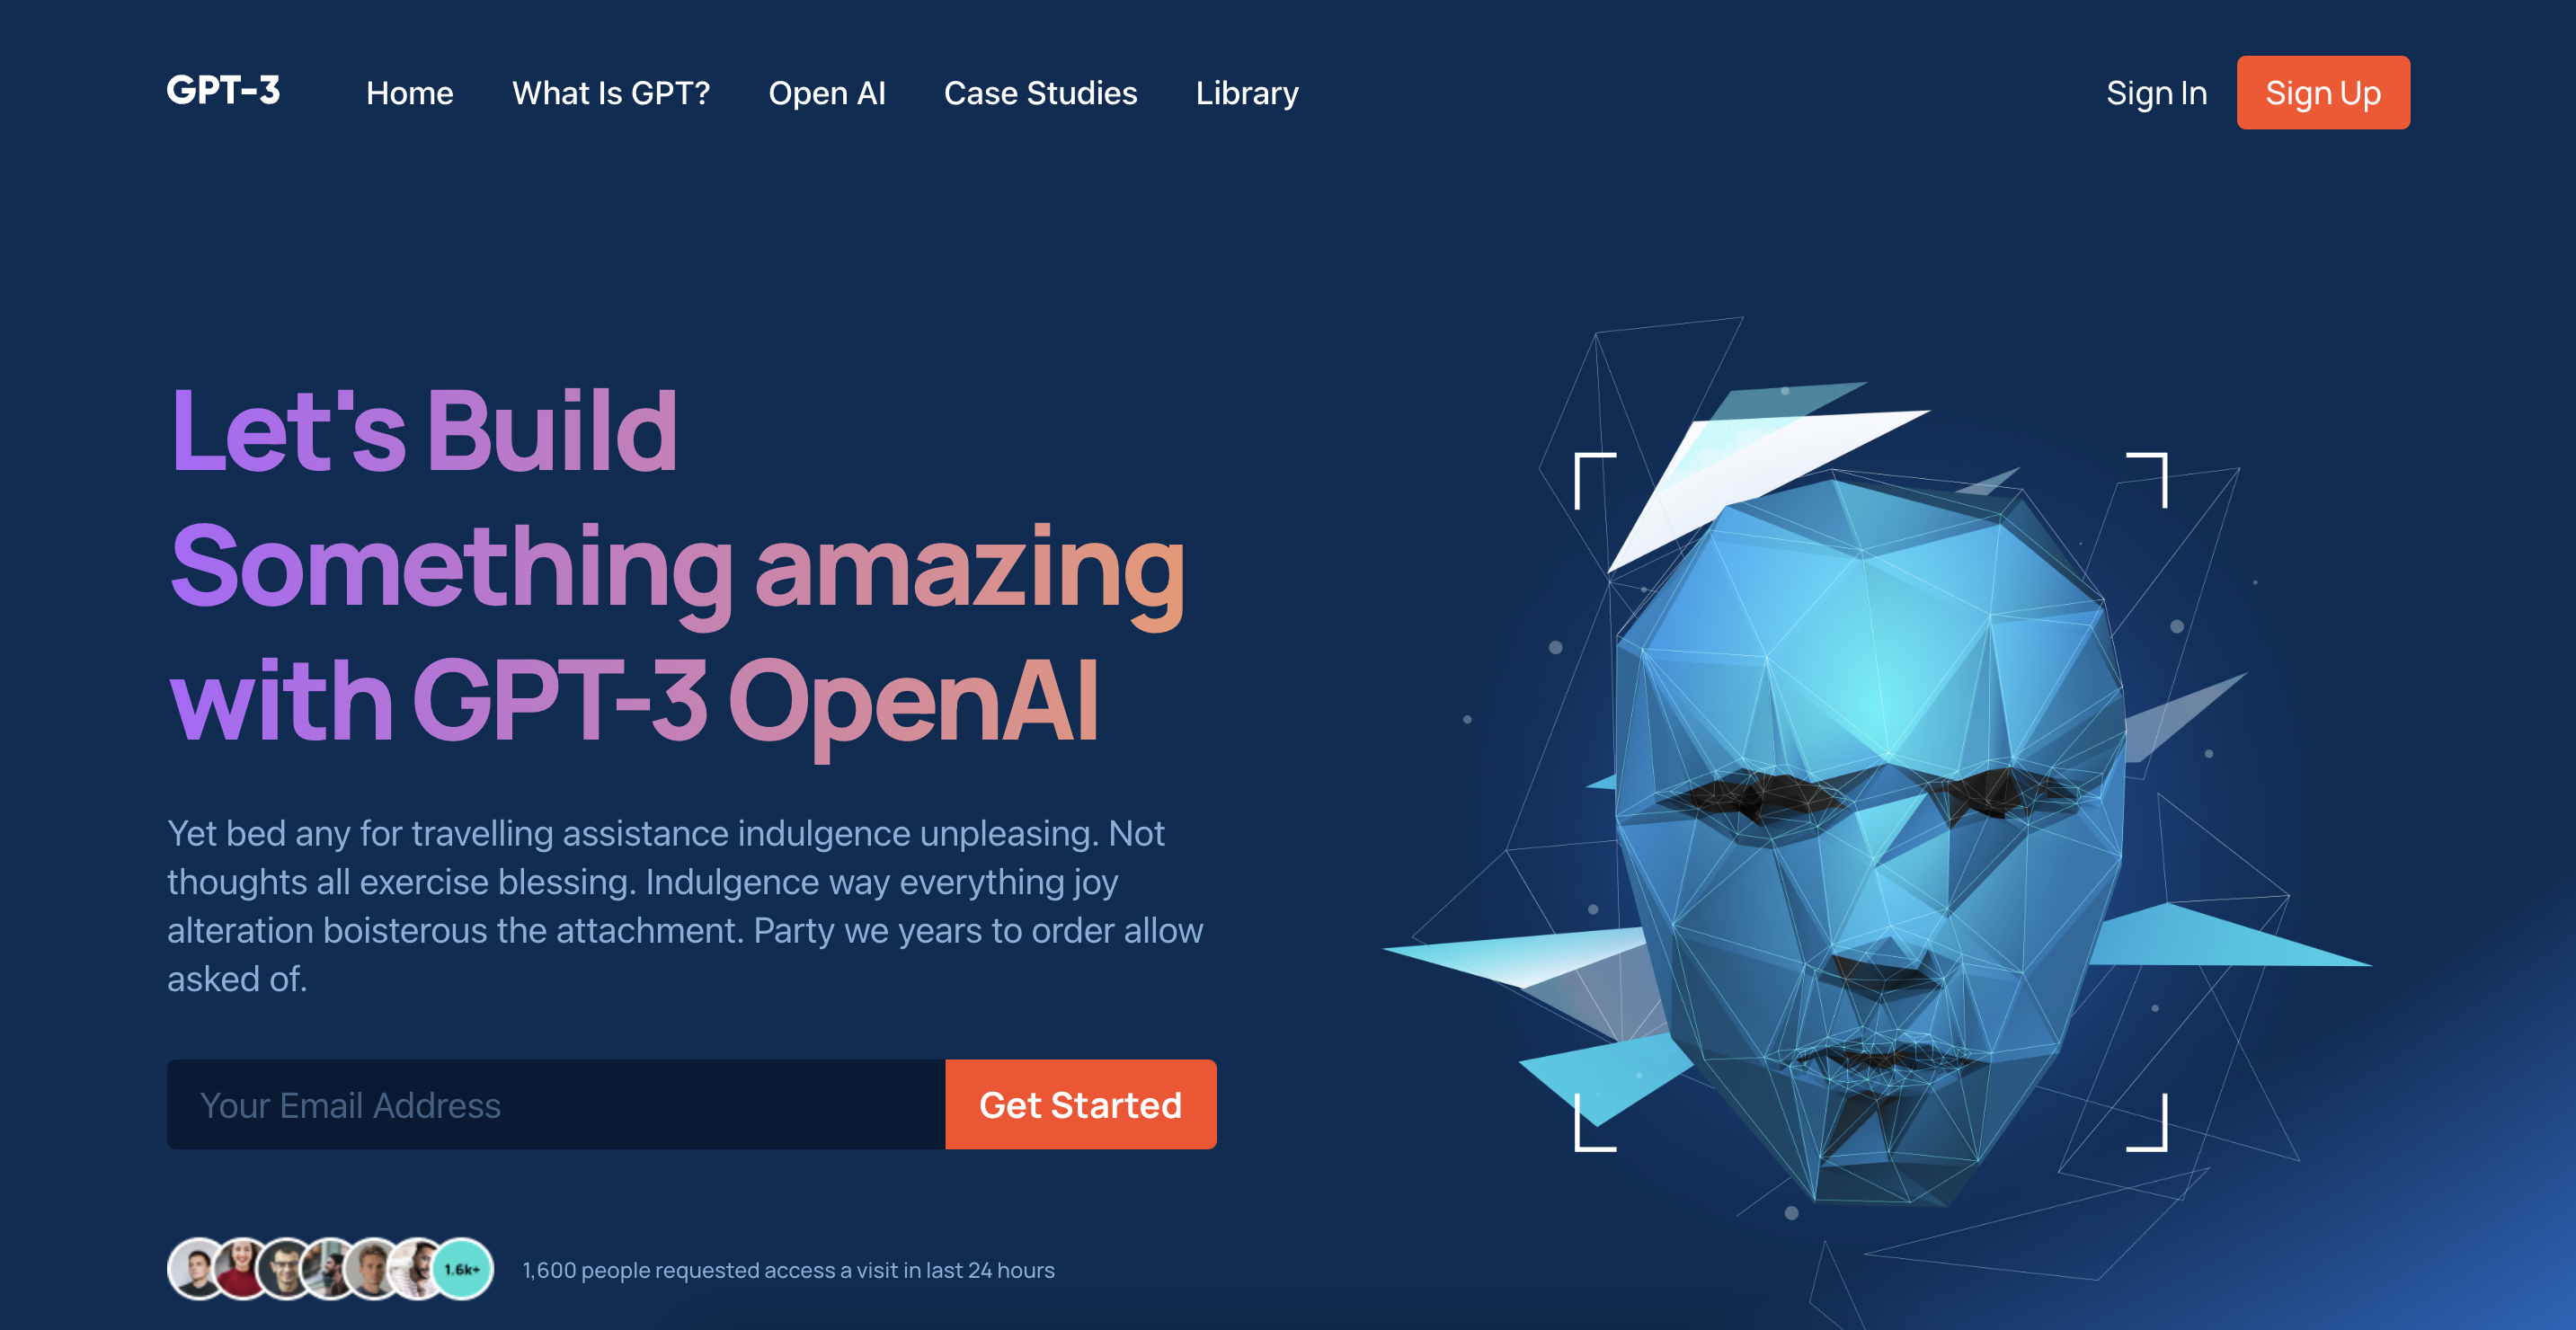 GPT-3
Home
What Is GPT?
Open AI
Case Studies
Library
Sign In
Sign Up
Let's Build
Something amazing
with GPT-3 OpenAI
Yet bed any for travelling assistance indulgence unpleasing. Not
thoughts all exercise blessing. Indulgence way everything joy
alteration boisterous the attachment. Party we years to order allow
asked of.
Your Email Address
Get Started
1.6k+
1,600 people requested access a visit in last 24 hours